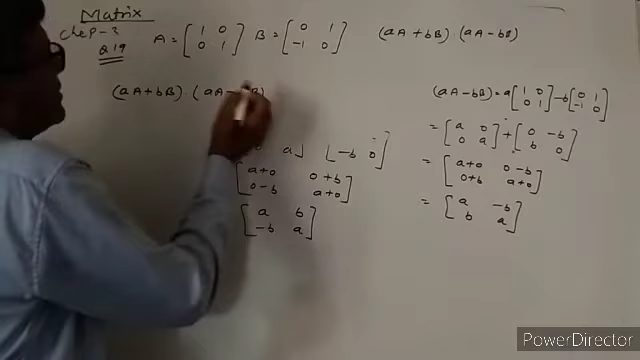 Matrix
Chep-3
Q 19
A = [ 1 0 0 1 ] B = [ 0 1 -1 0 ] (aA+bB)·(aA-bB)
(aA+bB)·(aA-
a] [-b 0]
[ a+0 0+b 0-b a+0 ]
[ a b -b a ]
(aA-bB) = a[ 1 0 0 1 ] -b[ 0 1 -1 0 ]
= [ a 0 0 a ] + [ 0 -b b 0 ]
= [ a+0 0-b 0+b a+0 ]
= [ a -b b a ]
PowerDirector